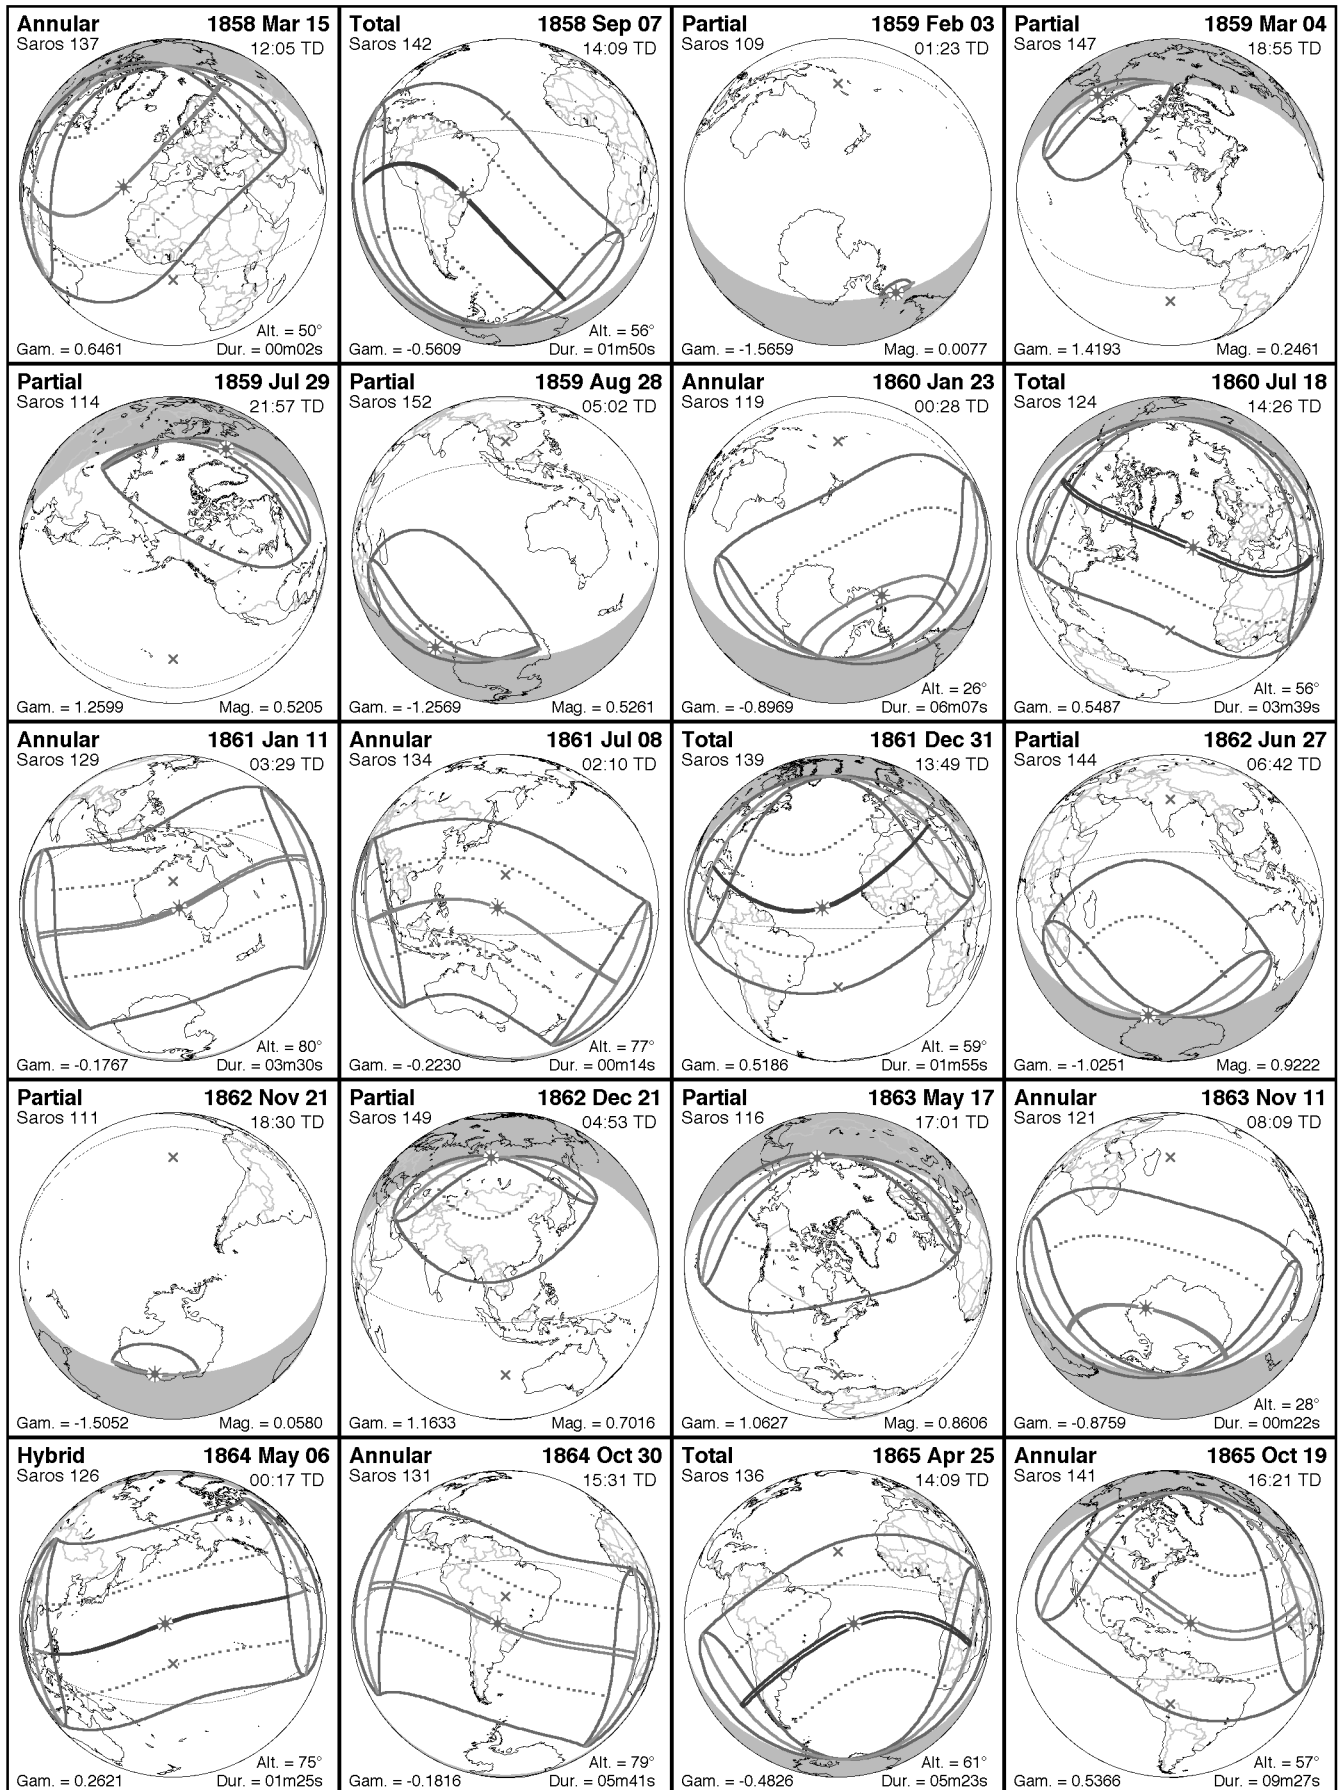 Annular 1858 Mar 15
Saros 137 12:05 TD
Alt. = 50°
Gam. = 0.6461 Dur. = 00m02s
Total 1858 Sep 07
Saros 142 14:09 TD
Alt. = 56°
Gam. = -0.5609 Dur. = 01m50s
Partial 1859 Feb 03
Saros 109 01:23 TD
Gam. = -1.5659 Mag. = 0.0077
Partial 1859 Mar 04
Saros 147 18:55 TD
Gam. = 1.4193 Mag. = 0.2461
Partial 1859 Jul 29
Saros 114 21:57 TD
Gam. = 1.2599 Mag. = 0.5205
Partial 1859 Aug 28
Saros 152 05:02 TD
Gam. = -1.2569 Mag. = 0.5261
Annular 1860 Jan 23
Saros 119 00:28 TD
Alt. = 26°
Gam. = -0.8969 Dur. = 06m07s
Total 1860 Jul 18
Saros 124 14:26 TD
Alt. = 56°
Gam. = 0.5487 Dur. = 03m39s
Annular 1861 Jan 11
Saros 129 03:29 TD
Alt. = 80°
Gam. = -0.1767 Dur. = 03m30s
Annular 1861 Jul 08
Saros 134 02:10 TD
Alt. = 77°
Gam. = -0.2230 Dur. = 00m14s
Total 1861 Dec 31
Saros 139 13:49 TD
Alt. = 59°
Gam. = 0.5186 Dur. = 01m55s
Partial 1862 Jun 27
Saros 144 06:42 TD
Gam. = -1.0251 Mag. = 0.9222
Partial 1862 Nov 21
Saros 111 18:30 TD
Gam. = -1.5052 Mag. = 0.0580
Partial 1862 Dec 21
Saros 149 04:53 TD
Gam. = 1.1633 Mag. = 0.7016
Partial 1863 May 17
Saros 116 17:01 TD
Gam. = 1.0627 Mag. = 0.8606
Annular 1863 Nov 11
Saros 121 08:09 TD
Alt. = 28°
Gam. = -0.8759 Dur. = 00m22s
Hybrid 1864 May 06
Saros 126 00:17 TD
Alt. = 75°
Gam. = 0.2621 Dur. = 01m25s
Annular 1864 Oct 30
Saros 131 15:31 TD
Alt. = 79°
Gam. = -0.1816 Dur. = 05m41s
Total 1865 Apr 25
Saros 136 14:09 TD
Alt. = 61°
Gam. = -0.4826 Dur. = 05m23s
Annular 1865 Oct 19
Saros 141 16:21 TD
Alt. = 57°
Gam. = 0.5366 Dur. = 09m27s